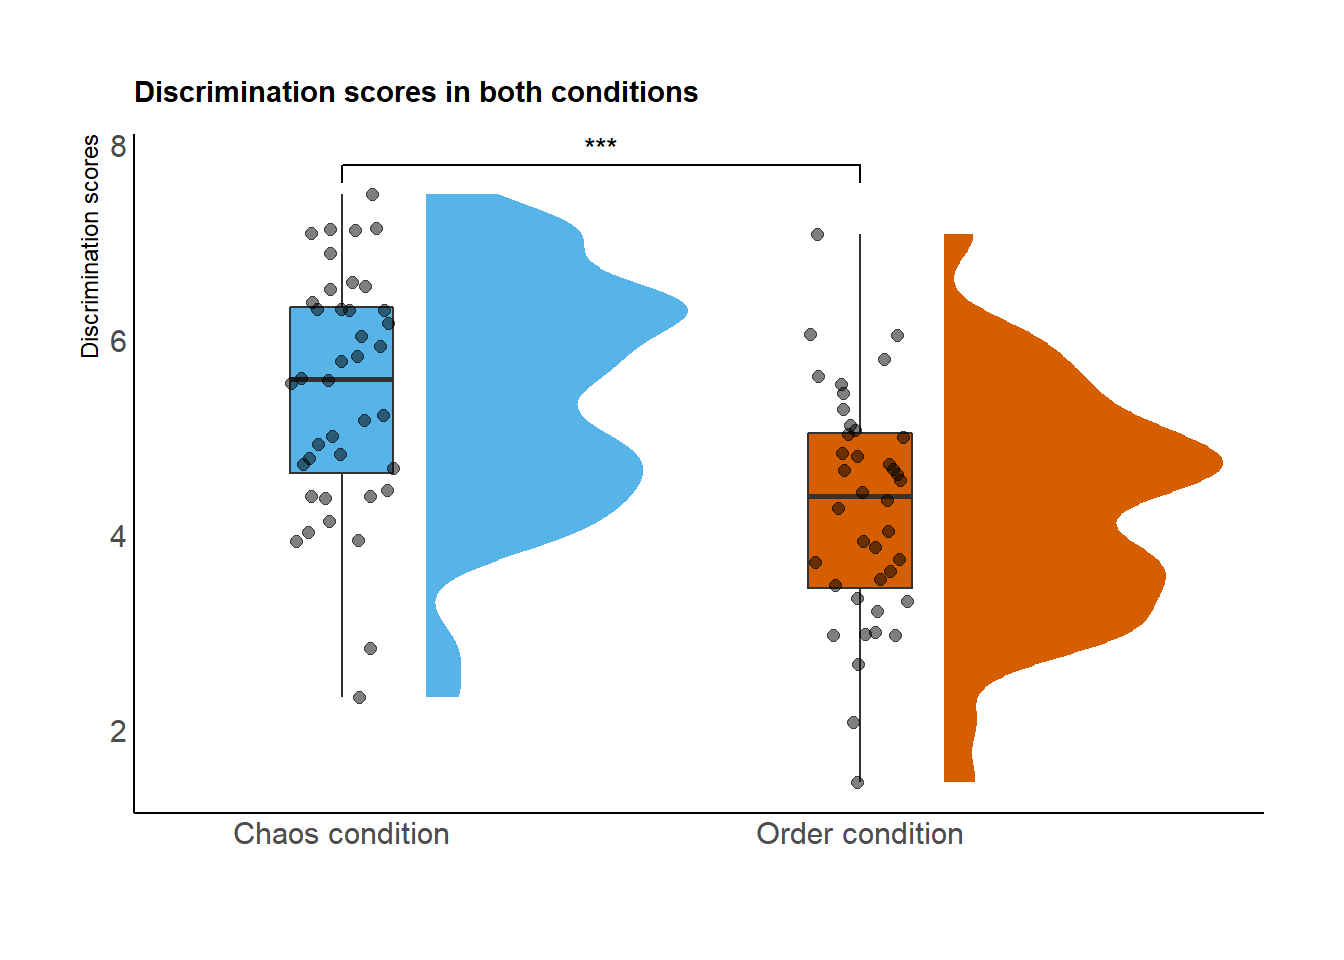 Discrimination scores in both conditions
Discrimination scores
8
6
4
2
***
Chaos condition
Order condition